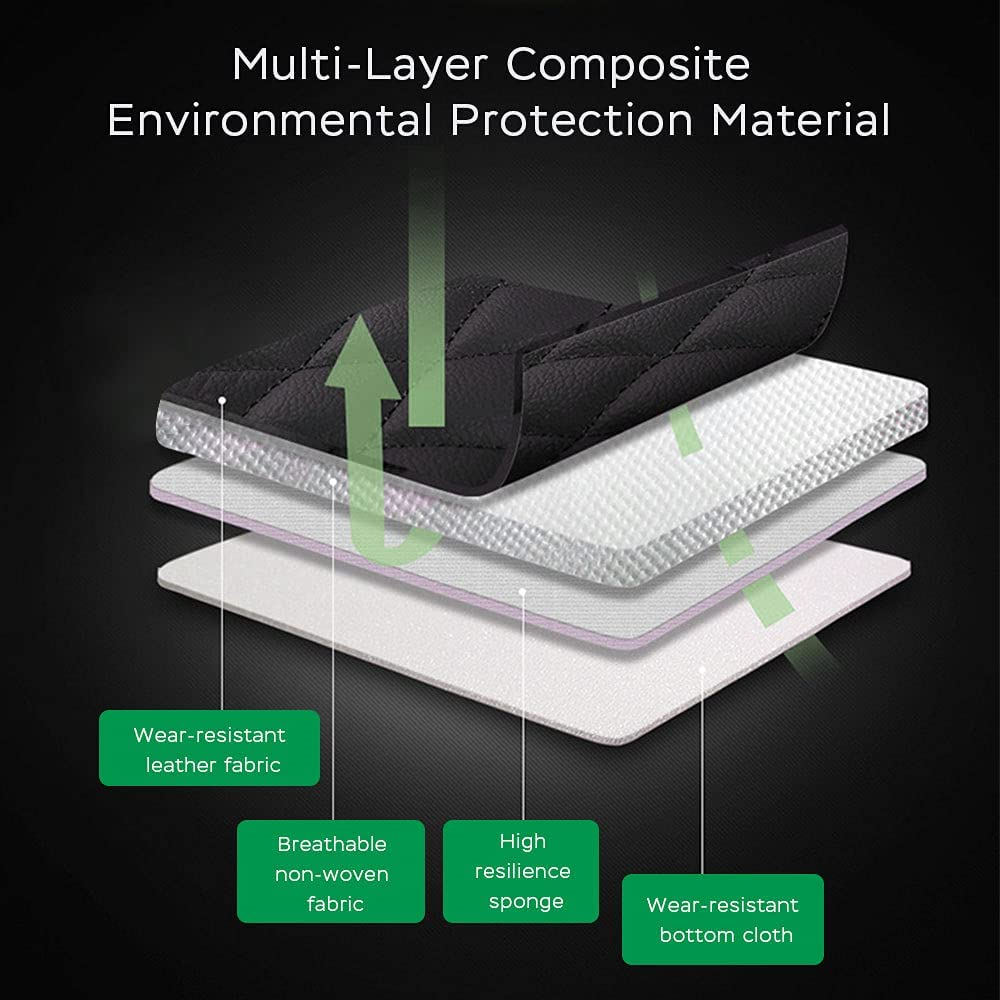 Multi-Layer Composite
Environmental Protection Material
Wear-resistant
leather fabric
Breathable
non-woven
fabric
High
resilience
sponge
Wear-resistant
bottom cloth